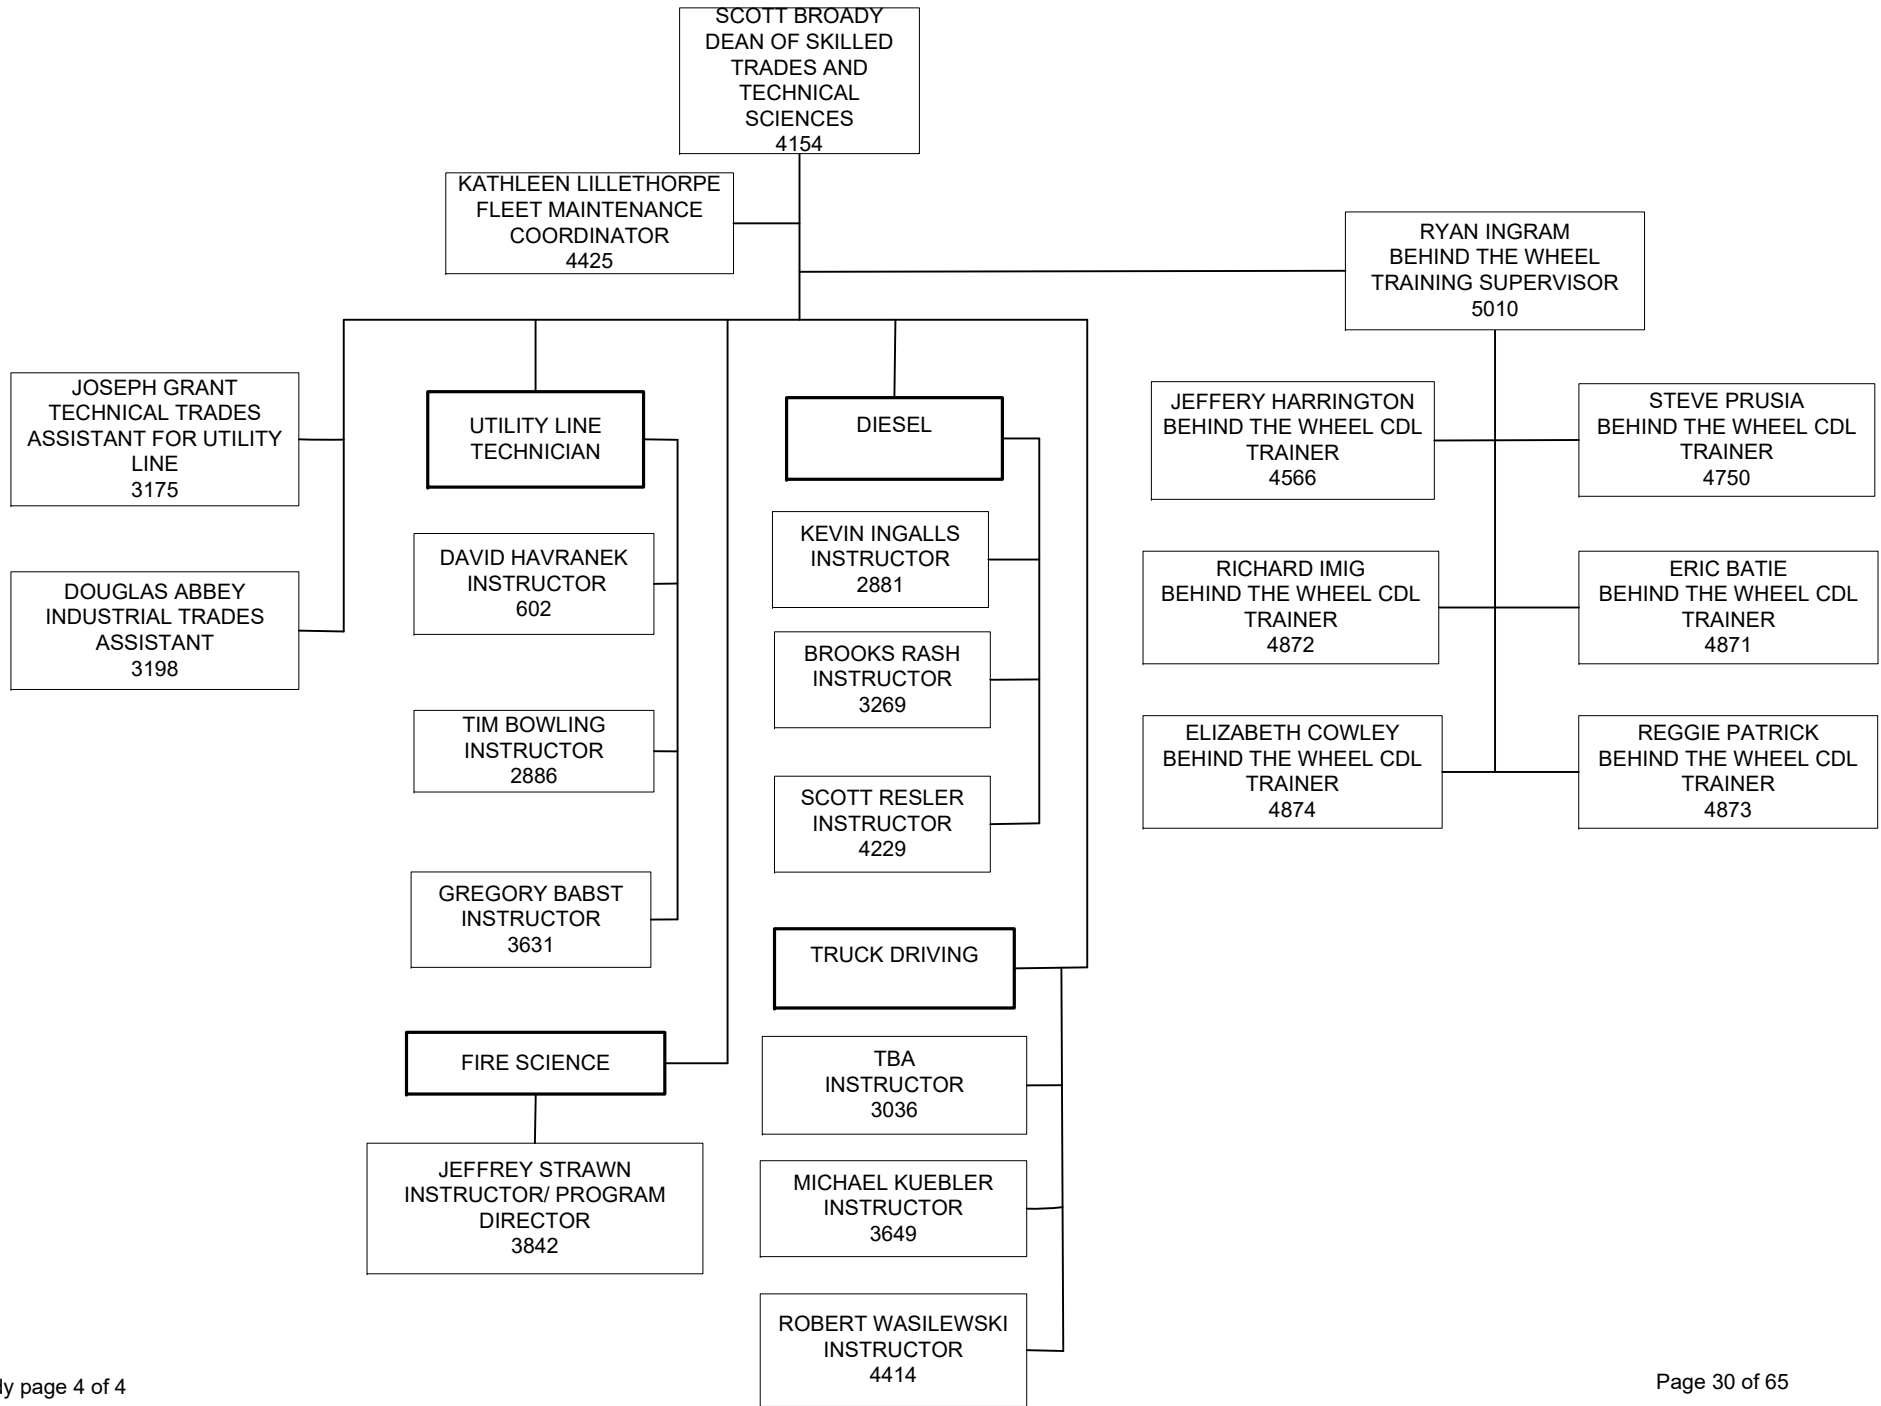 SCOTT BROADY
DEAN OF SKILLED
TRADES AND
TECHNICAL
SCIENCES
4154
KATHLEEN LILLETHORPE
FLEET MAINTENANCE
COORDINATOR
4425
RYAN INGRAM
BEHIND THE WHEEL
TRAINING SUPERVISOR
5010
JOSEPH GRANT
TECHNICAL TRADES
ASSISTANT FOR UTILITY
LINE
3175
DOUGLAS ABBEY
INDUSTRIAL TRADES
ASSISTANT
3198
UTILITY LINE
TECHNICIAN
DAVID HAVRANEK
INSTRUCTOR
602
TIM BOWLING
INSTRUCTOR
2886
GREGORY BABST
INSTRUCTOR
3631
FIRE SCIENCE
JEFFREY STRAWN
INSTRUCTOR/ PROGRAM
DIRECTOR
3842
DIESEL
KEVIN INGALLS
INSTRUCTOR
2881
BROOKS RASH
INSTRUCTOR
3269
SCOTT RESLER
INSTRUCTOR
4229
TRUCK DRIVING
TBA
INSTRUCTOR
3036
MICHAEL KUEBLER
INSTRUCTOR
3649
ROBERT WASILEWSKI
INSTRUCTOR
4414
JEFFERY HARRINGTON
BEHIND THE WHEEL CDL
TRAINER
4566
STEVE PRUSIA
BEHIND THE WHEEL CDL
TRAINER
4750
RICHARD IMIG
BEHIND THE WHEEL CDL
TRAINER
4872
ERIC BATIE
BEHIND THE WHEEL CDL
TRAINER
4871
ELIZABETH COWLEY
BEHIND THE WHEEL CDL
TRAINER
4874
REGGIE PATRICK
BEHIND THE WHEEL CDL
TRAINER
4873
page 4 of 4
Page 30 of 65